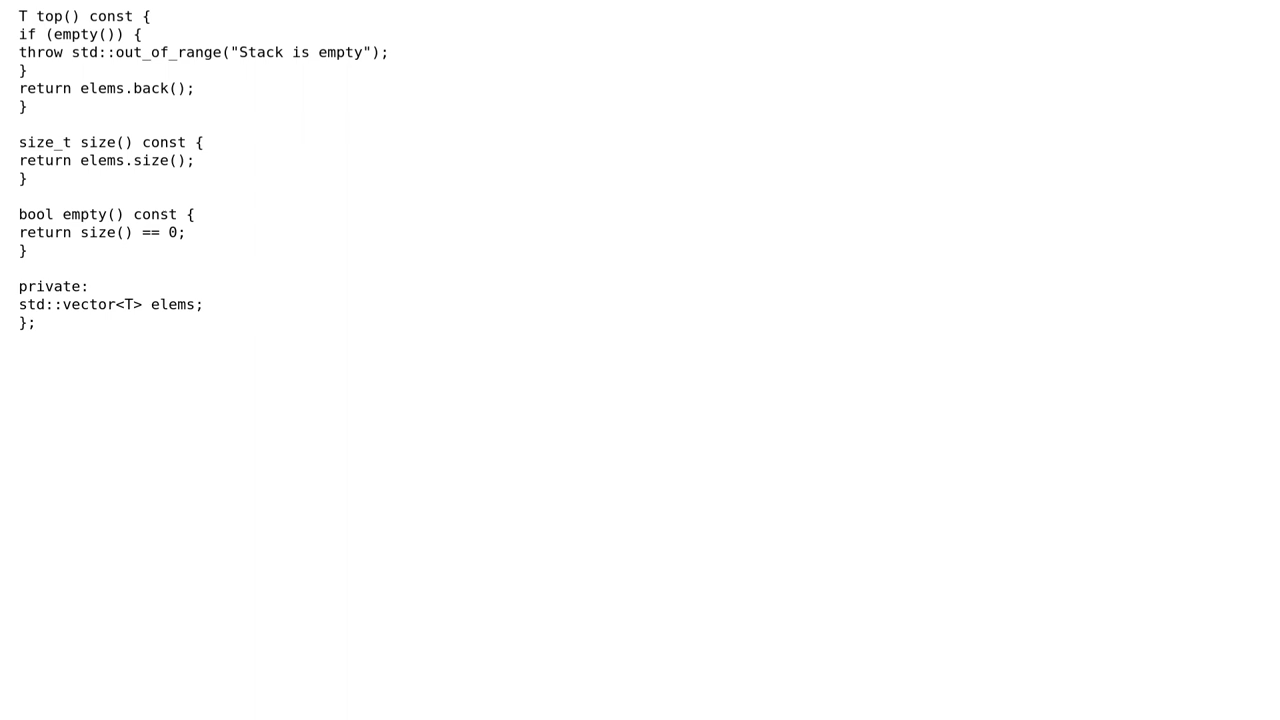 T top() const {
if (empty()) {
throw std::out_of_range("Stack is empty");
}
return elems.back();
}

size_t size() const {
return elems.size();
}

bool empty() const {
return size() == 0;
}

private:
std::vector<T> elems;
};